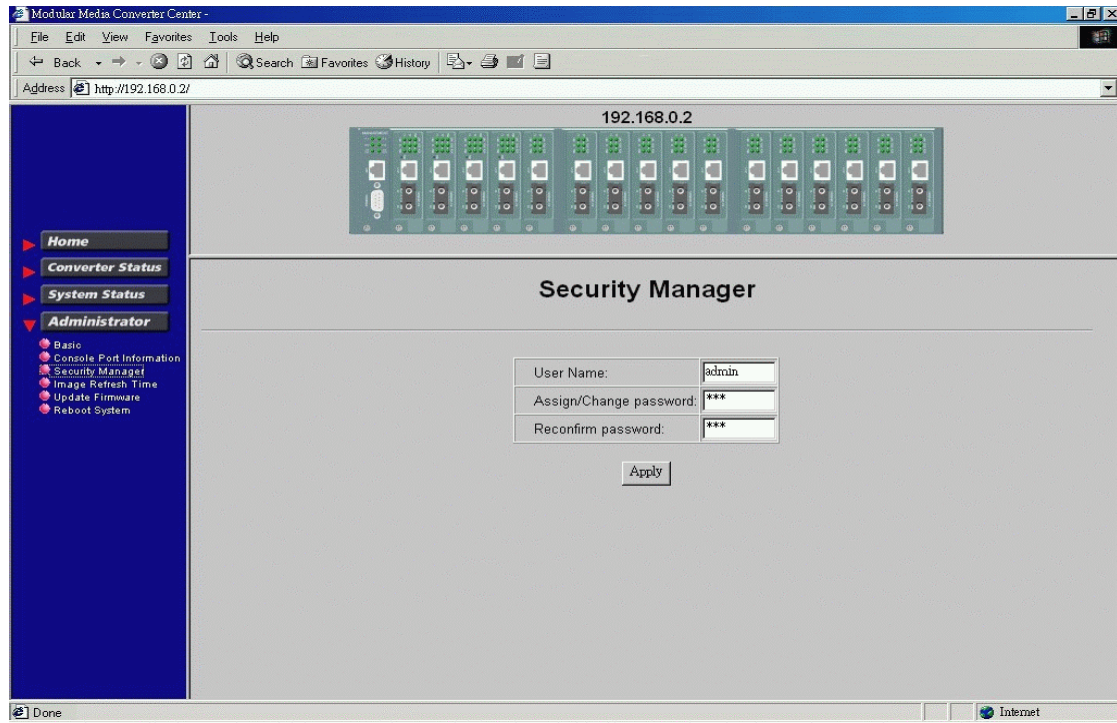 Modular Media Converter Center -
File Edit View Favorites Tools Help
Back Search Favorites History
Address http://192.168.0.2/
192.168.0.2
Home
Converter Status
System Status
Administrator
Basic
Console Port Information
Security Manager
Image Refresh Time
Update Firmware
Reboot System
Security Manager
User Name: admin
Assign/Change password: ***
Reconfirm password: ***
Apply
Done Internet